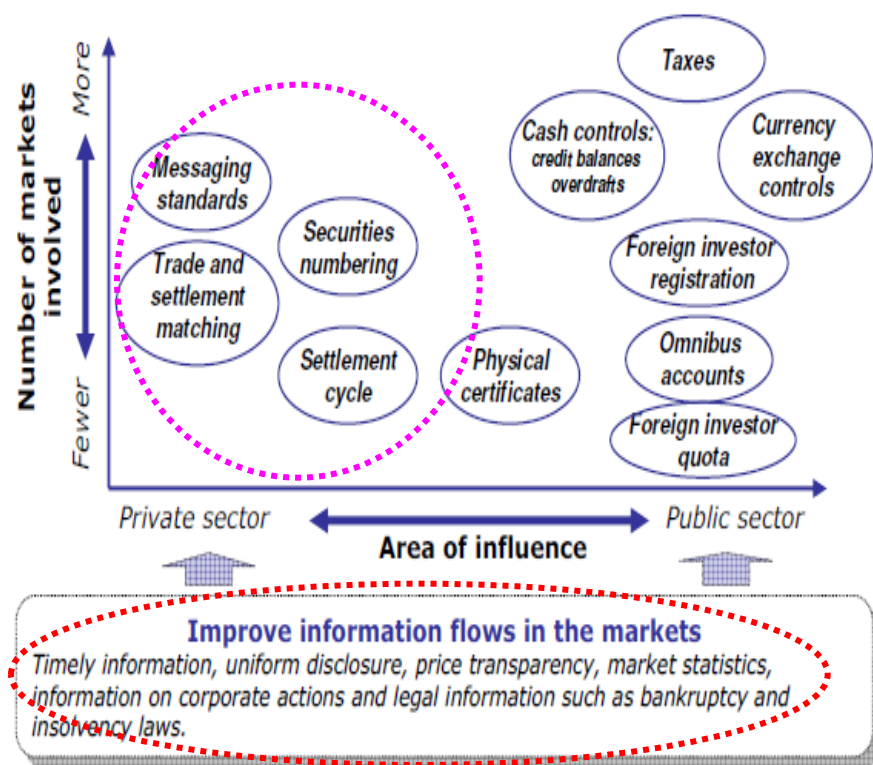 Taxes
Cash controls:
credit balances
overdrafts
Currency
exchange
controls
Messaging
standards
Securities
numbering
Trade and
settlement
matching
Foreign investor
registration
Settlement
cycle
Physical
certificates
Omnibus
accounts
Foreign investor
quota
Number of markets
involved
More
Fewer
Private sector
Public sector
Area of influence
Improve information flows in the markets
Timely information, uniform disclosure, price transparency, market statistics,
information on corporate actions and legal information such as bankruptcy and
insolvency laws.